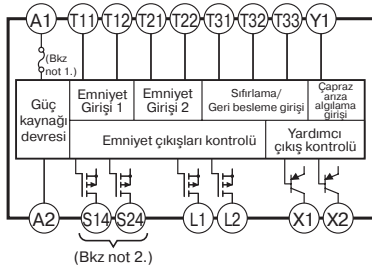 A1 T11 T12 T21 T22 T31 T32 T33 Y1
(Bkz
not 1.)
Güç
kaynağı
devresi
Emniyet
Girişi 1
Emniyet
Girişi 2
Sıfırlama/
Geri besleme girişi
Çapraz
arıza
algılama
girişi
Emniyet çıkışları kontrolü
Yardımcı
çıkış kontrolü
A2 S14 S24 L1 L2 X1 X2
(Bkz not 2.)